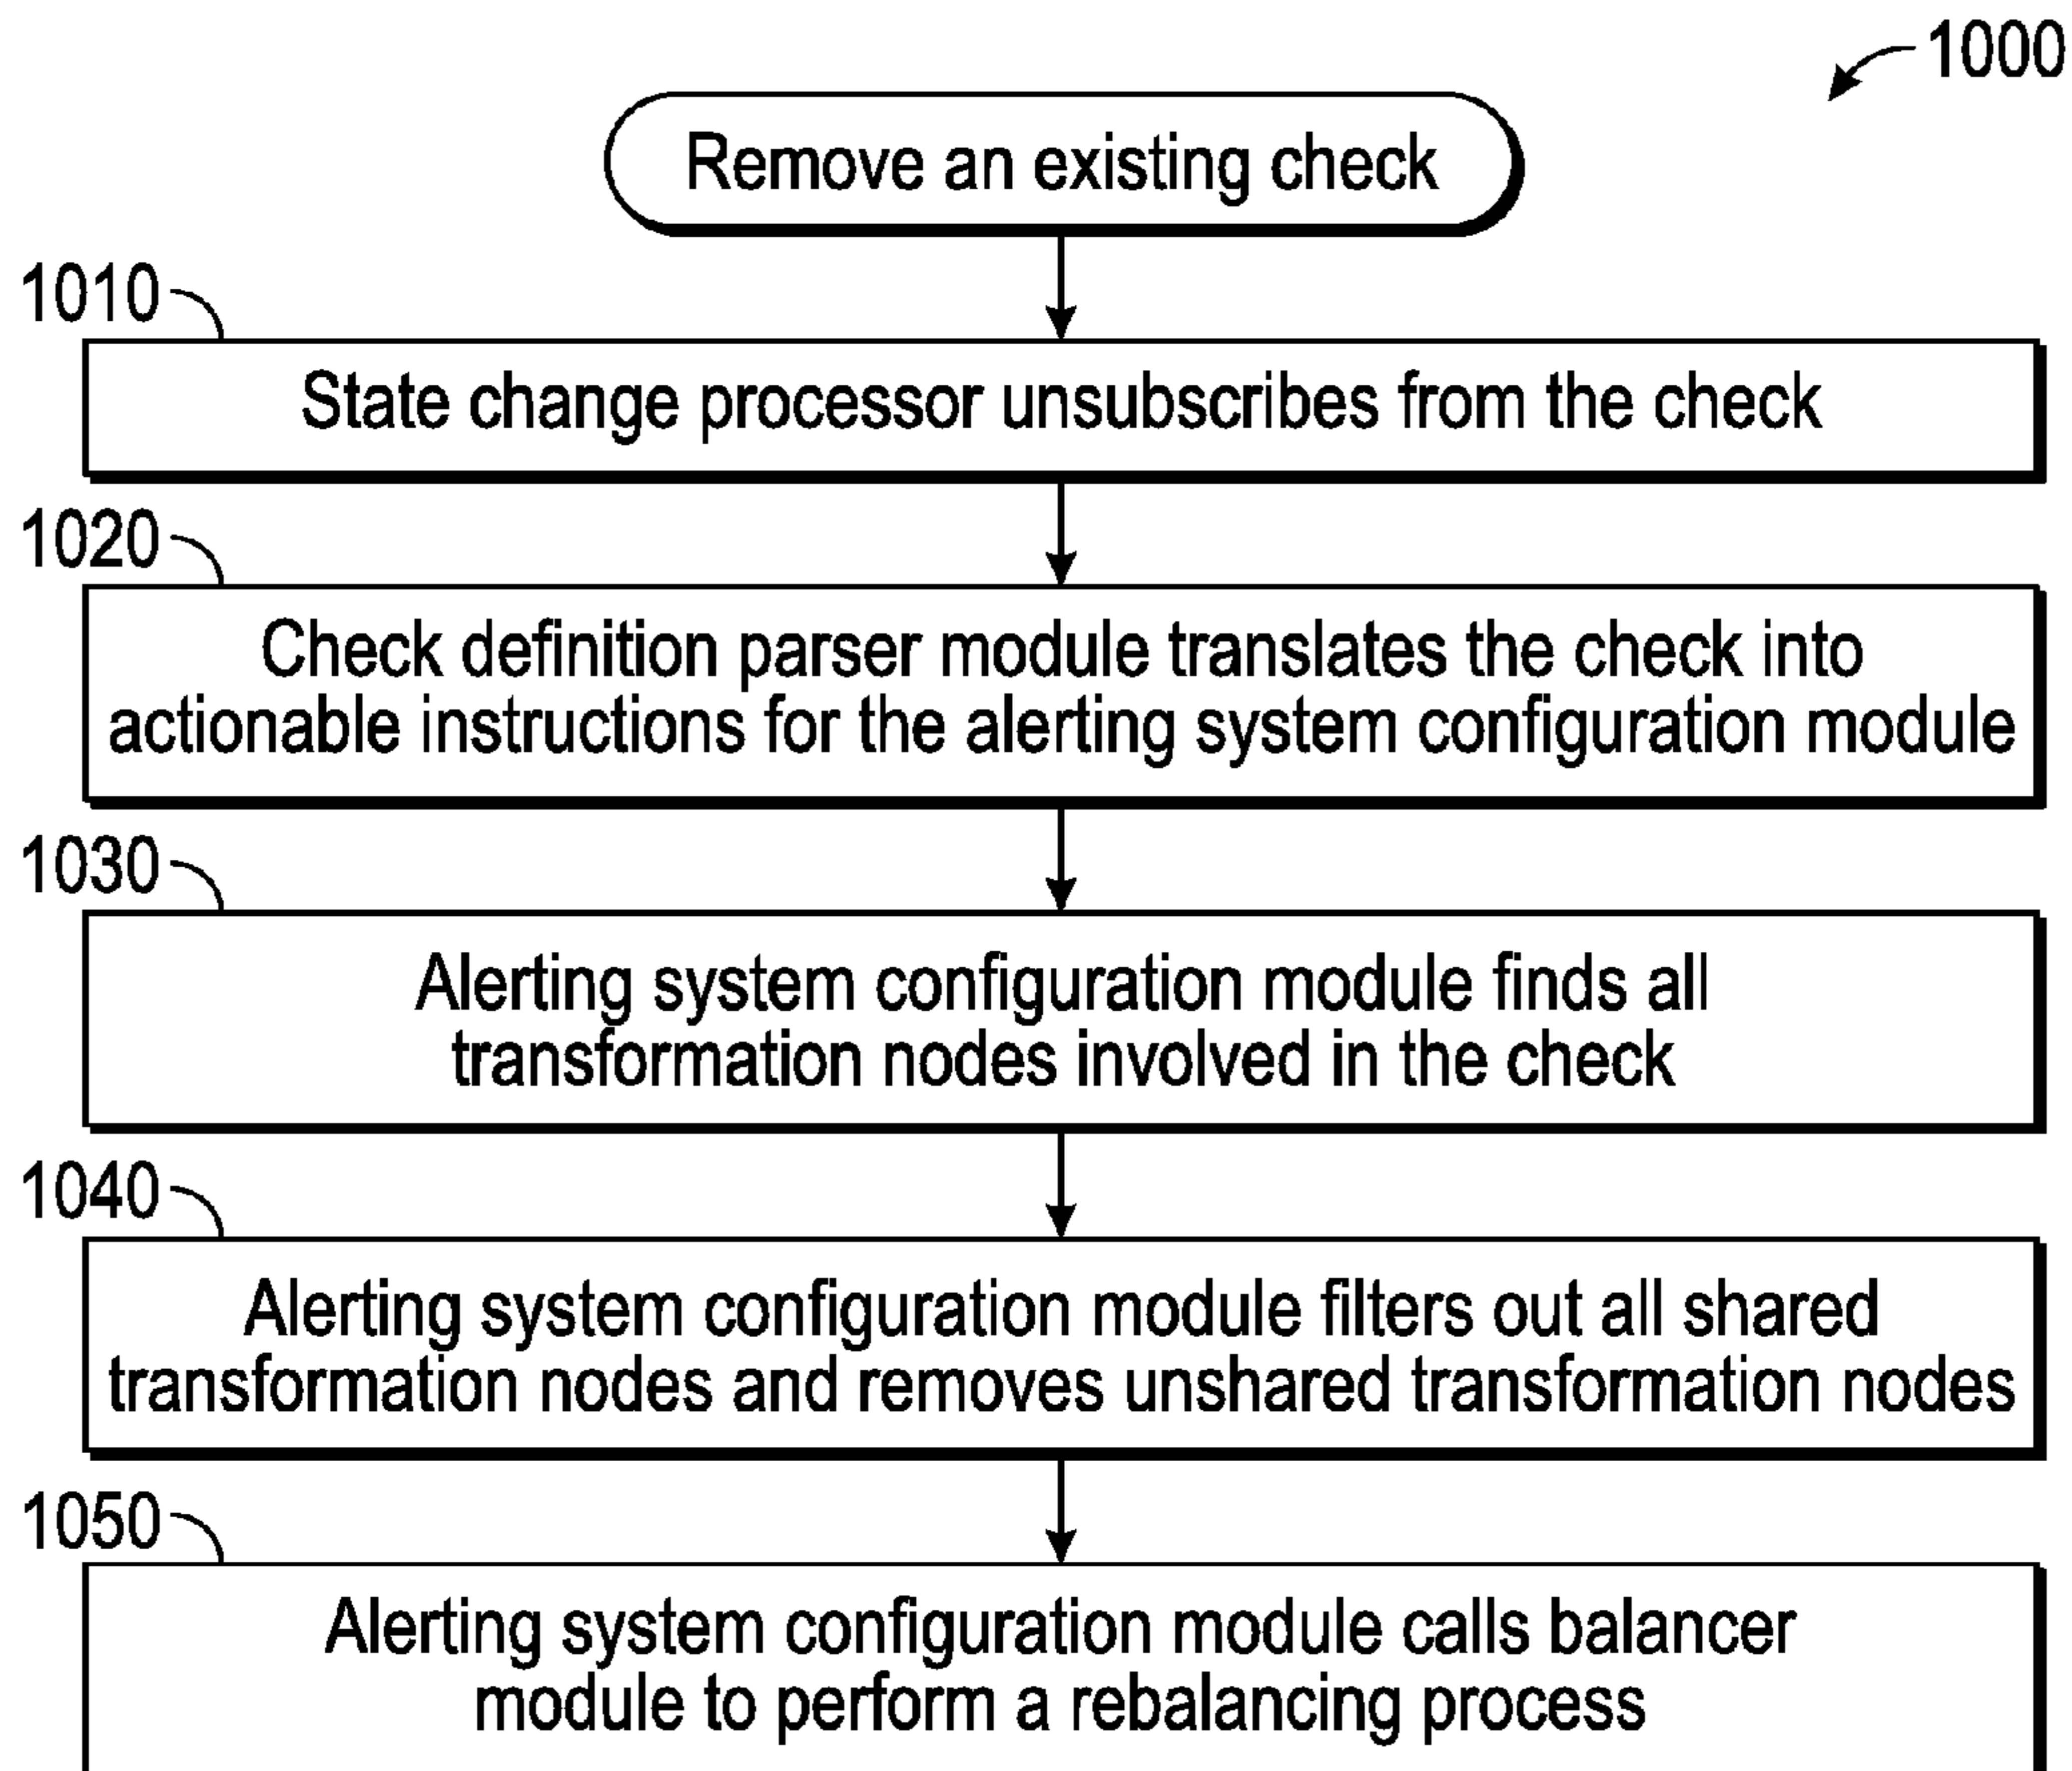 1000
Remove an existing check
1010
State change processor unsubscribes from the check
1020
Check definition parser module translates the check into
actionable instructions for the alerting system configuration module
1030
Alerting system configuration module finds all
transformation nodes involved in the check
1040
Alerting system configuration module filters out all shared
transformation nodes and removes unshared transformation nodes
1050
Alerting system configuration module calls balancer
module to perform a rebalancing process